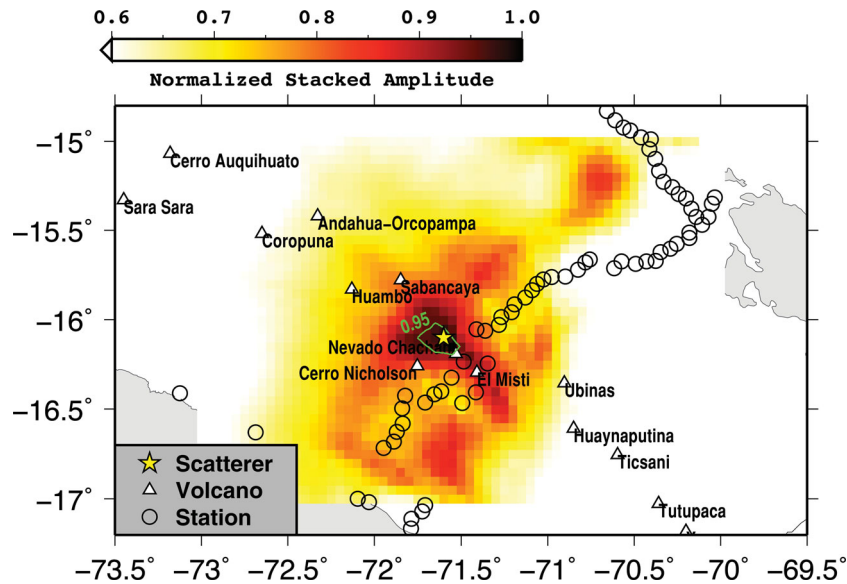 0.6 0.7 0.8 0.9 1.0
Normalized Stacked Amplitude
−15°
−15.5°
−16°
−16.5°
−17°
Cerro Auquihuato
Sara Sara
Andahua−Orcopampa
Coropuna
Sabancaya
Huambo
0.95
Nevado Chachani
Cerro Nicholson
El Misti
Ubinas
Huaynaputina
Ticsani
Tutupaca
Scatterer
Volcano
Station
−73.5 −73 −72.5 −72 −71.5 −71 −70.5 −70 −69.5